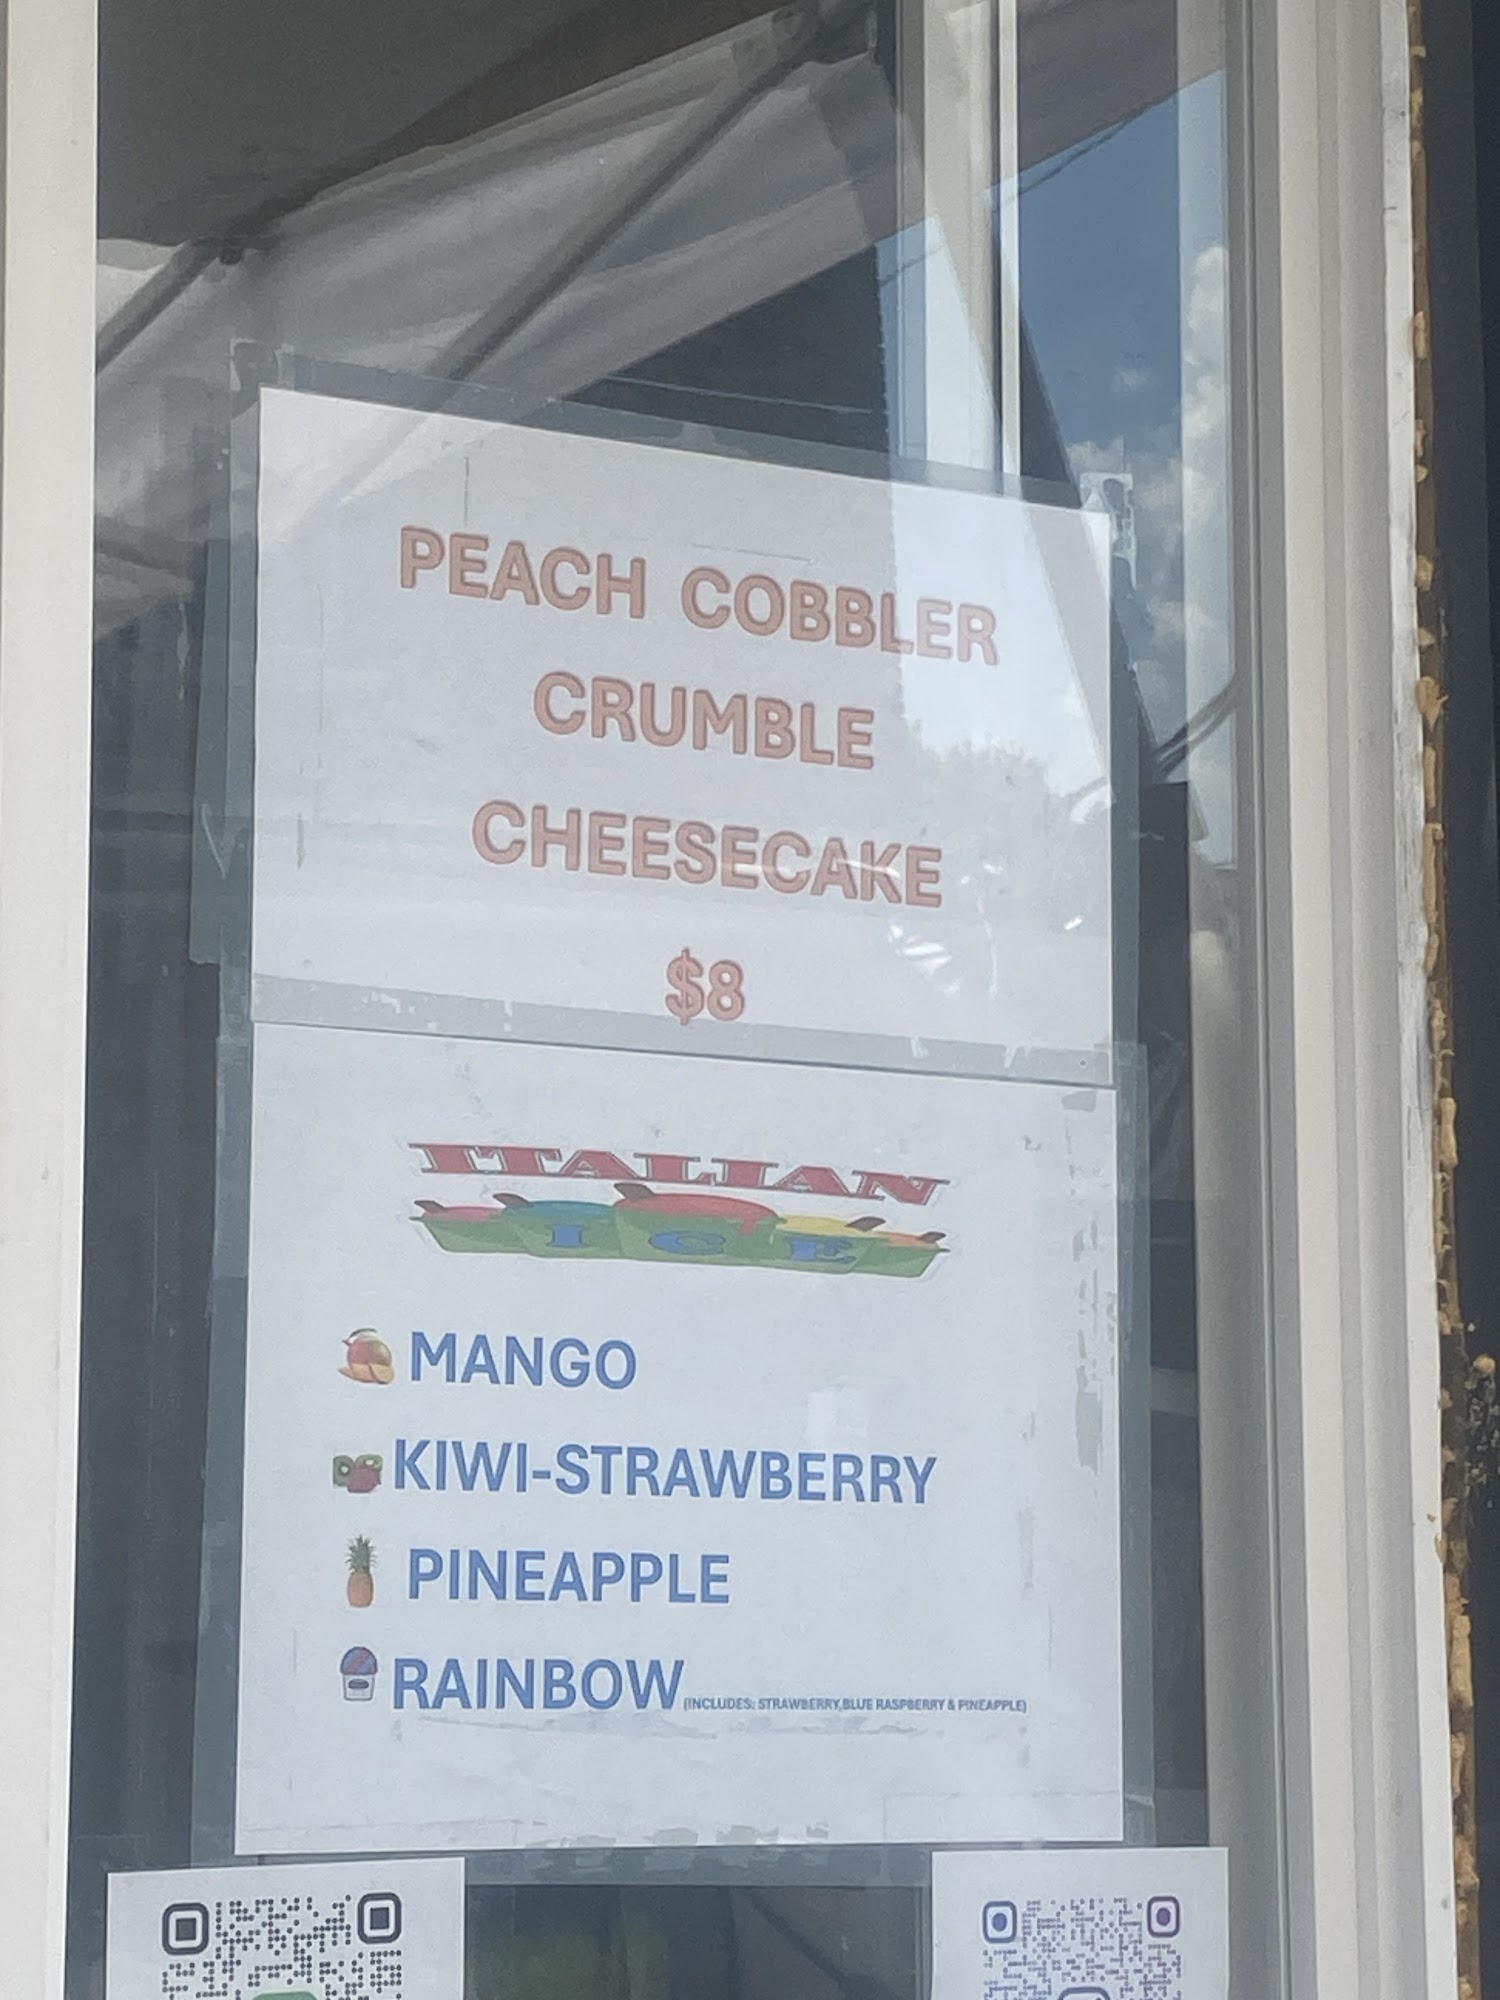 PEACH COBBLER
CRUMBLE
CHEESECAKE
$8
ITALIAN
ICE
MANGO
KIWI-STRAWBERRY
PINEAPPLE
RAINBOW (INCLUDES: STRAWBERRY, BLUE RASPBERRY & PINEAPPLE)